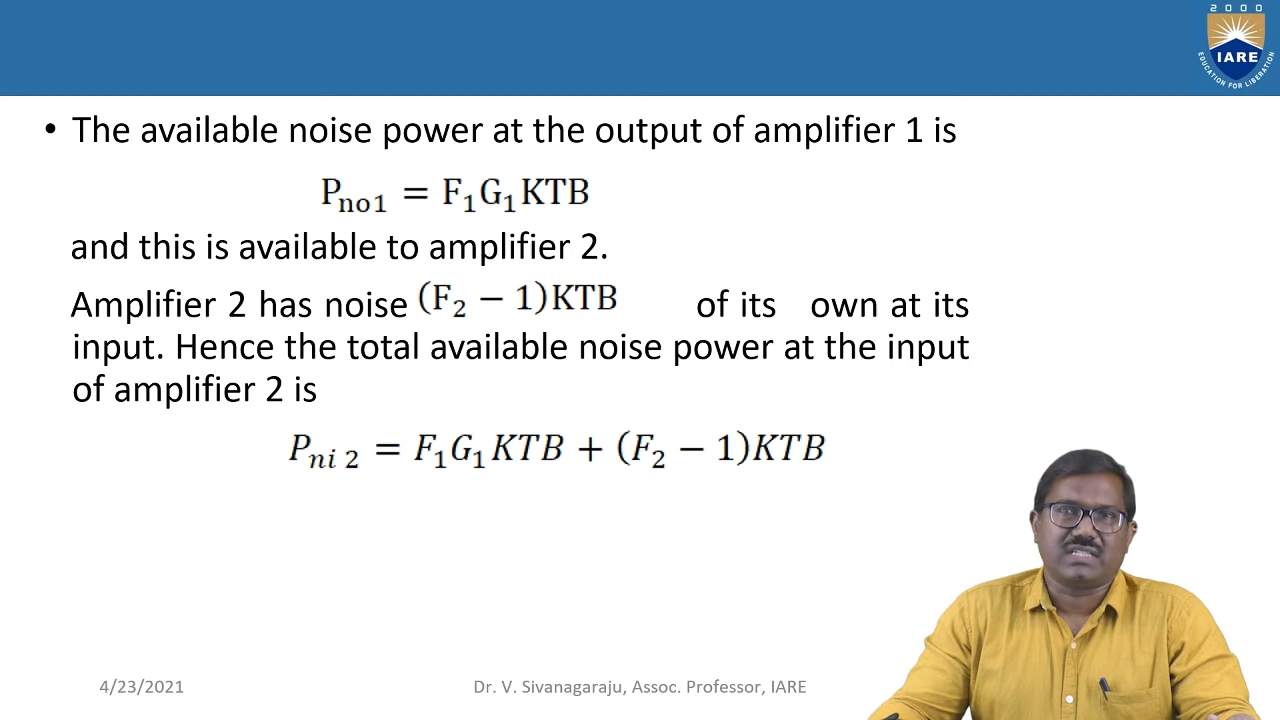 2000
IARE
EDUCATION FOR LIBERATION
• The available noise power at the output of amplifier 1 is
Pno1 = F1G1KTB
and this is available to amplifier 2.
Amplifier 2 has noise (F2 − 1)KTB of its own at its
input. Hence the total available noise power at the input
of amplifier 2 is
Pni 2 = F1G1KTB + (F2 − 1)KTB
4/23/2021
Dr. V. Sivanagaraju, Assoc. Professor, IARE